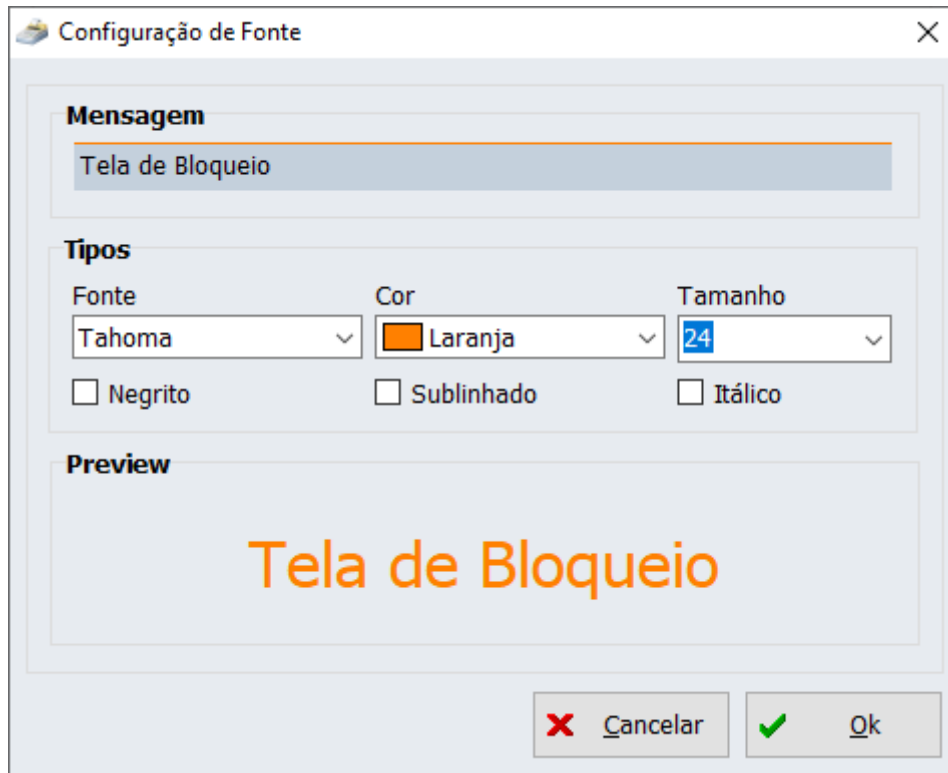 Configuração de Fonte
Mensagem
Tela de Bloqueio
Tipos
Fonte Cor Tamanho
Tahoma Laranja 24
Negrito Sublinhado Itálico
Preview
Tela de Bloqueio
Cancelar Ok